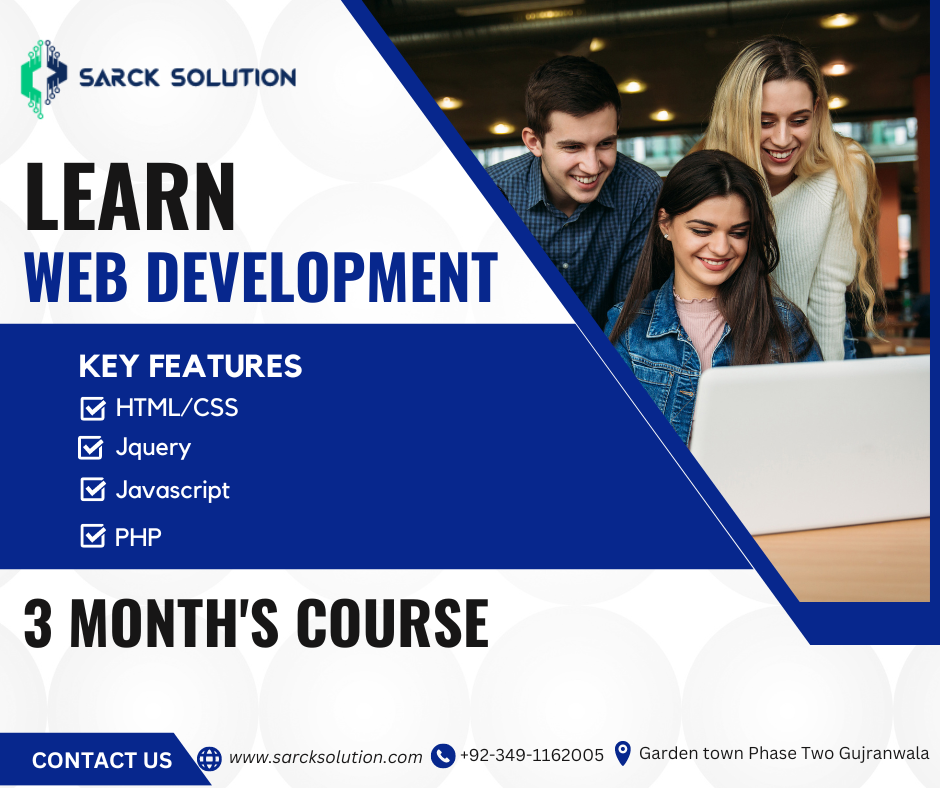 SARCK SOLUTION
LEARN
WEB DEVELOPMENT
KEY FEATURES
HTML/CSS
Jquery
Javascript
PHP
3 MONTH'S COURSE
CONTACT US
www.sarcksolution.com
+92-349-1162005
Garden town Phase Two Gujranwala